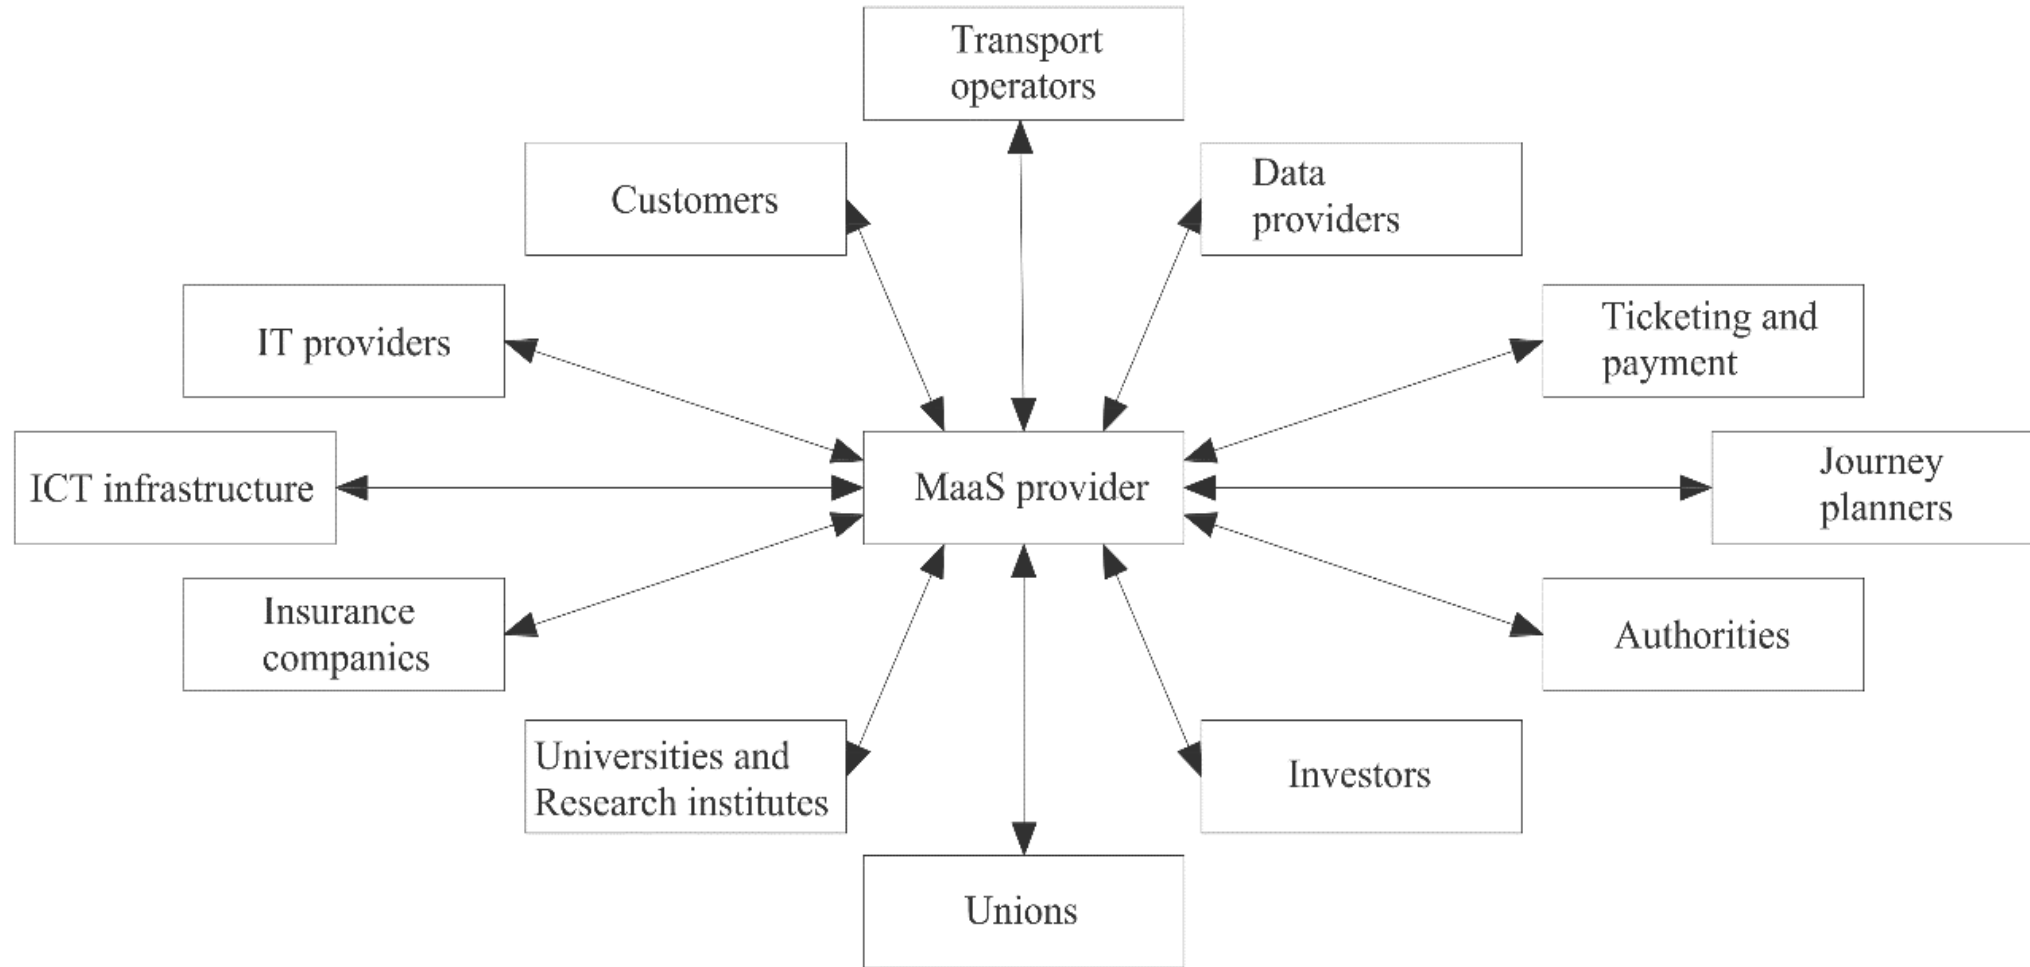 Transport
operators
Customers
Data
providers
IT providers
Ticketing and
payment
ICT infrastructure
MaaS provider
Journey
planners
Insurance
companies
Authorities
Universities and
Research institutes
Investors
Unions